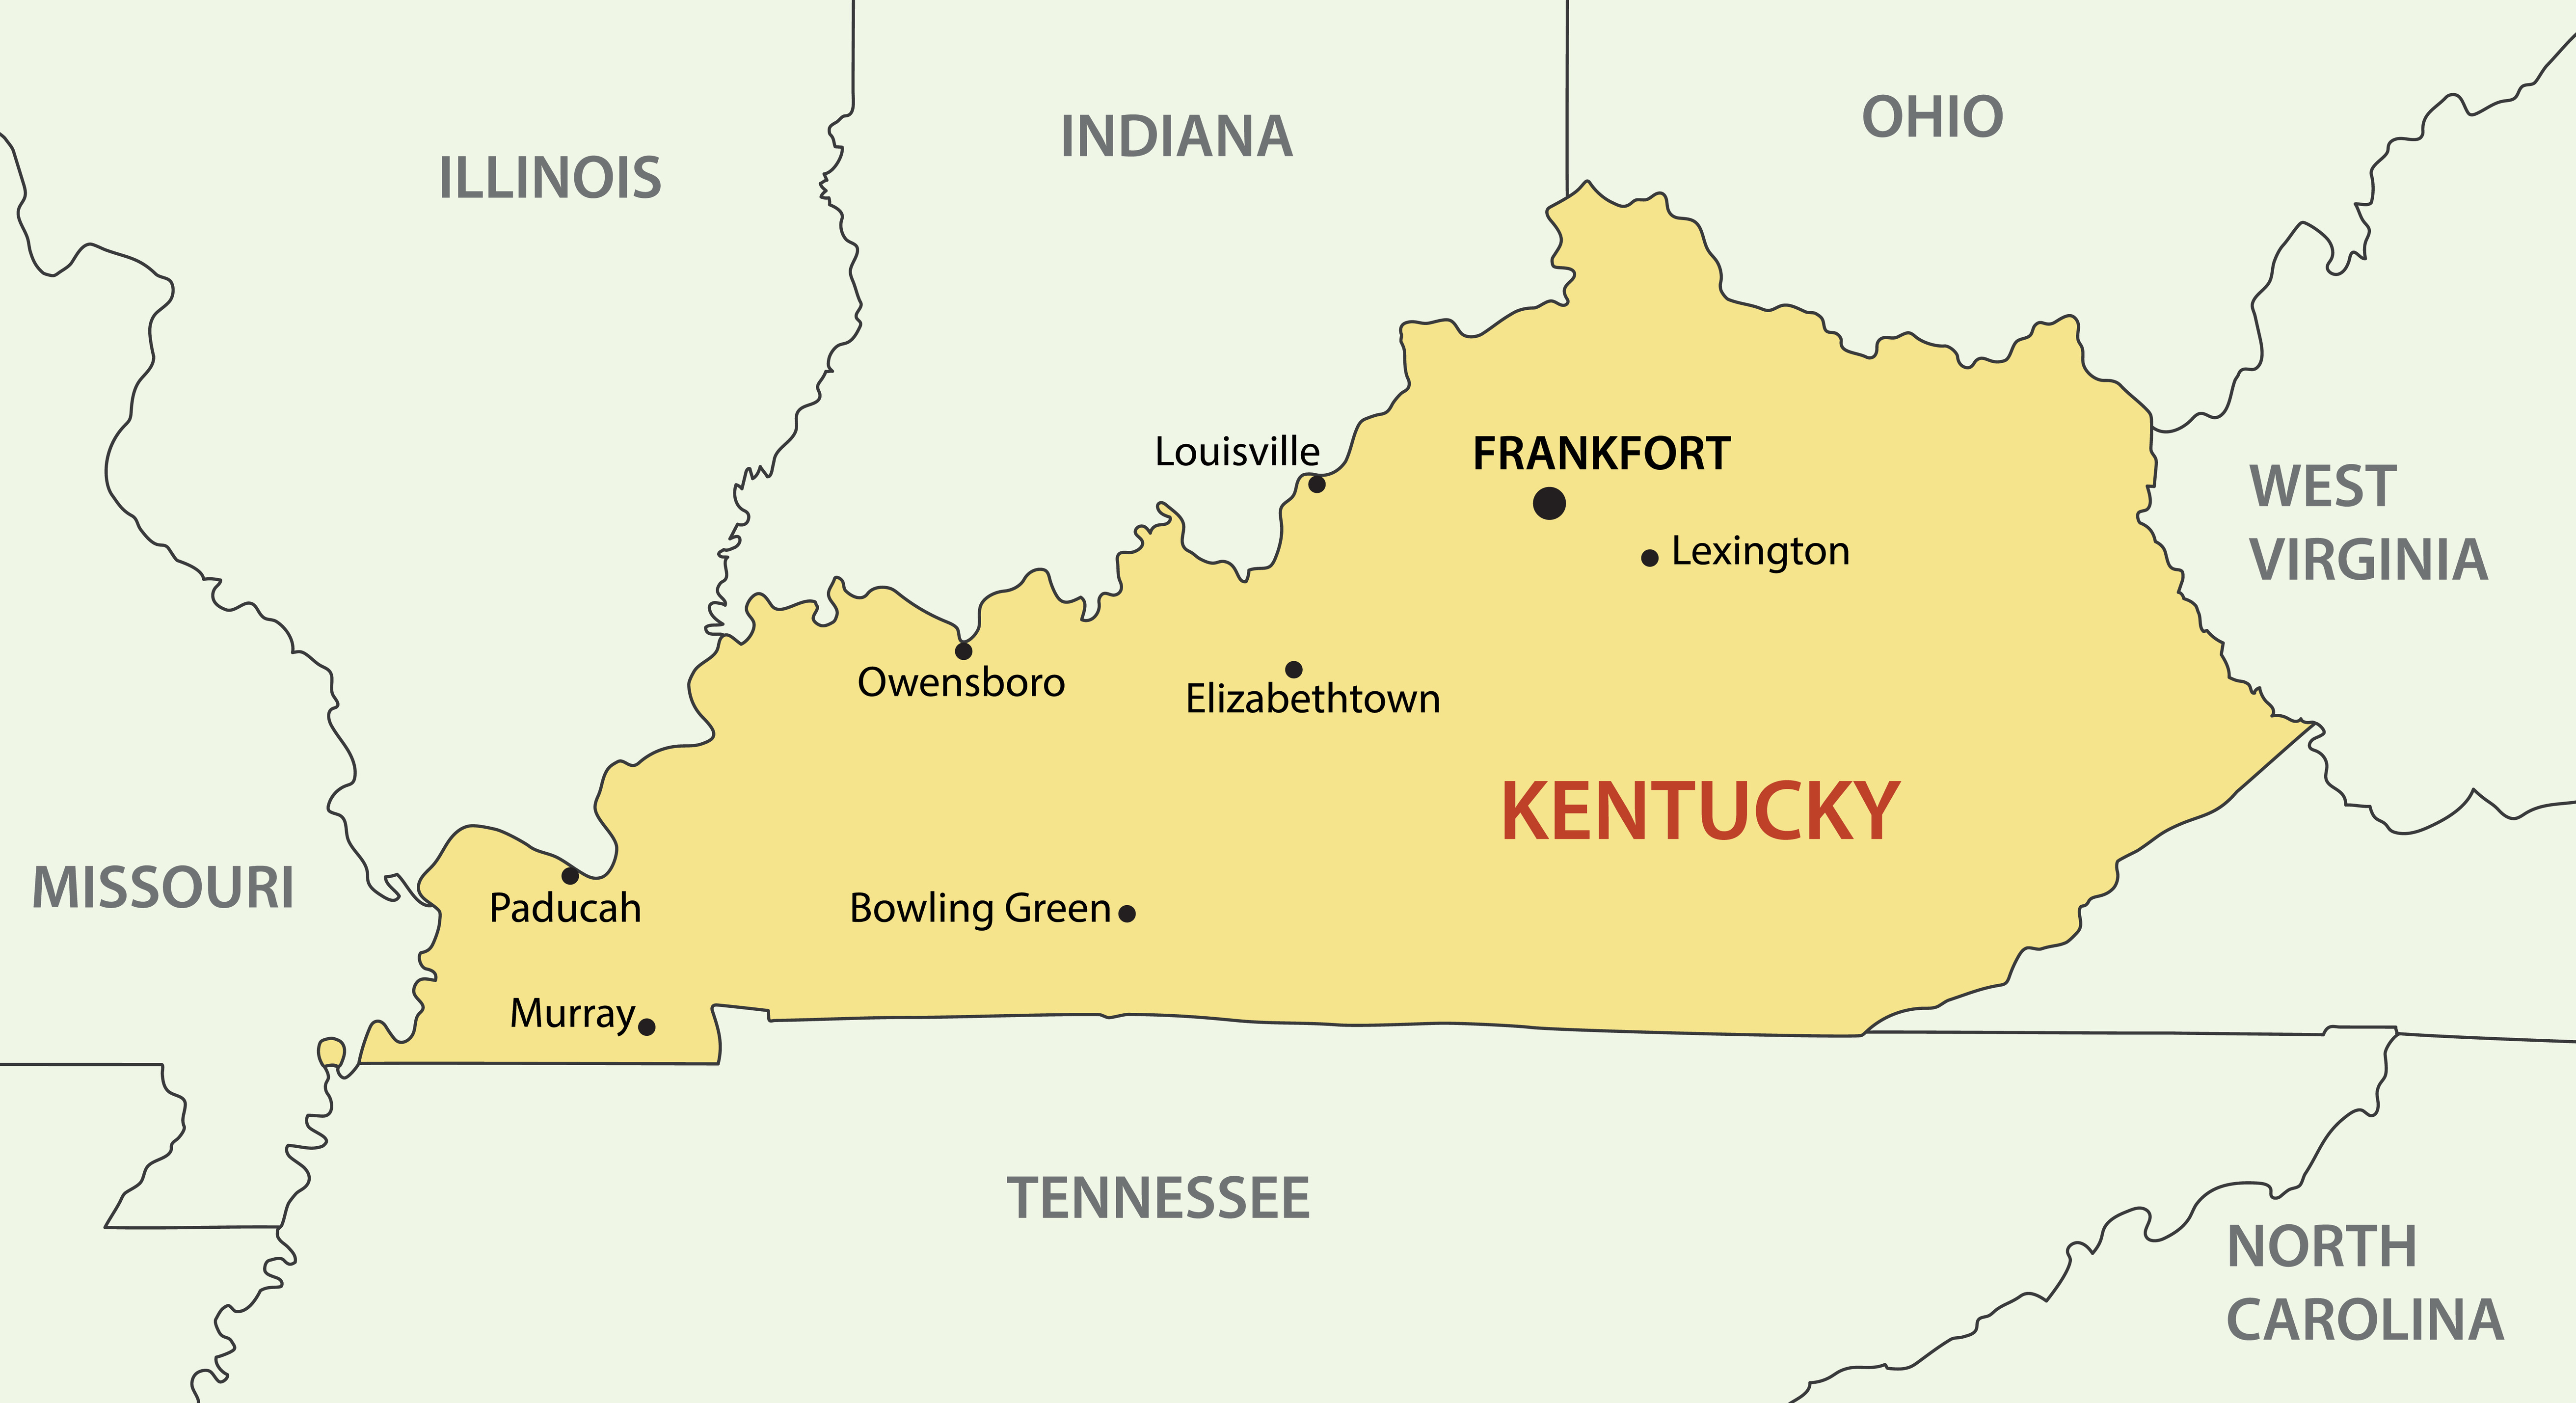 OHIO
INDIANA
ILLINOIS
Louisville
FRANKFORT
WEST
VIRGINIA
Lexington
Owensboro
Elizabethtown
KENTUCKY
MISSOURI
Paducah
Bowling Green
Murray
TENNESSEE
NORTH
CAROLINA